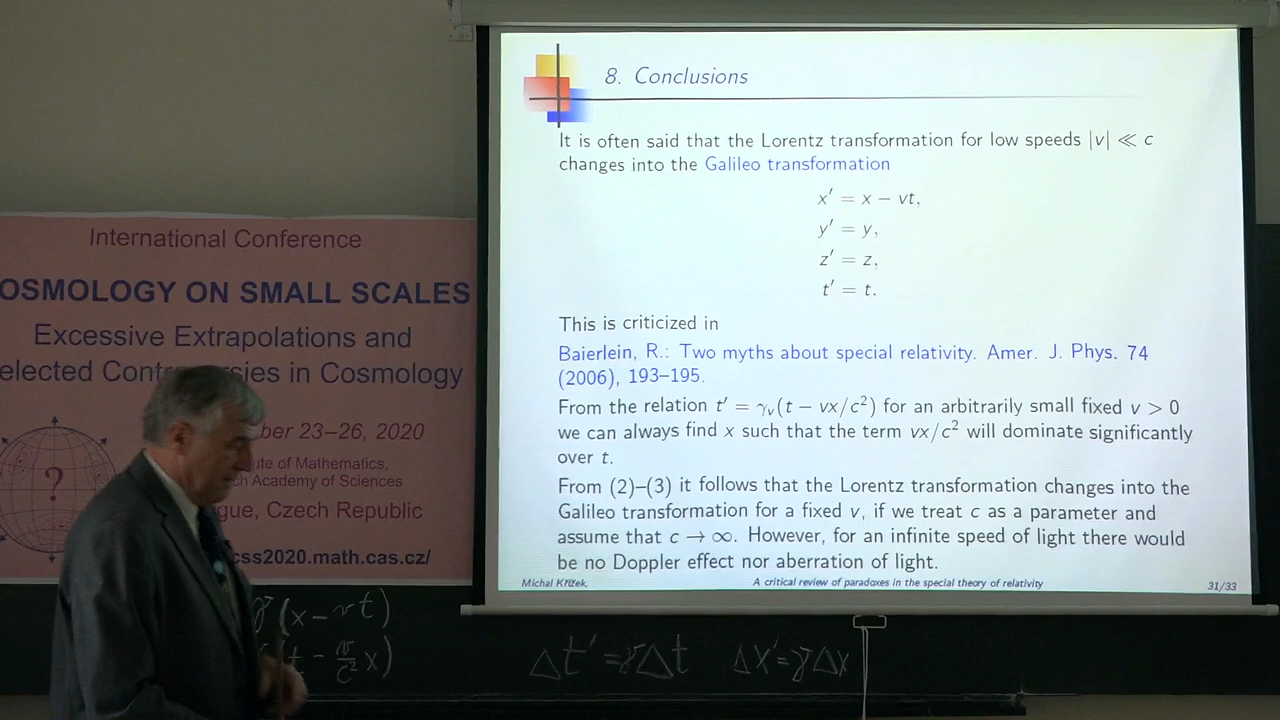 8. Conclusions
It is often said that the Lorentz transformation for low speeds |v| ≪ c
changes into the Galileo transformation
x′ = x − vt,
y′ = y,
z′ = z,
t′ = t.
This is criticized in
Baierlein, R.: Two myths about special relativity. Amer. J. Phys. 74
(2006), 193–195.
From the relation t′ = γᵥ(t − vx/c²) for an arbitrarily small fixed v > 0
we can always find x such that the term vx/c² will dominate significantly
over t.
From (2)–(3) it follows that the Lorentz transformation changes into the
Galileo transformation for a fixed v, if we treat c as a parameter and
assume that c → ∞. However, for an infinite speed of light there would
be no Doppler effect nor aberration of light.
Michal Křížek, A critical review of paradoxes in the special theory of relativity 31/33
International Conference
OSMOLOGY ON SMALL SCALES
Excessive Extrapolations and
elected Cont sies in Cosmology
ber 23–26, 2020
ute of Mathematics,
ch Academy of Sciences
gue, Czech Republic
css2020.math.cas.cz/
?
γ(x − vt)
(t − v/c² x)
Δt′ = γΔt Δx′ = γΔx